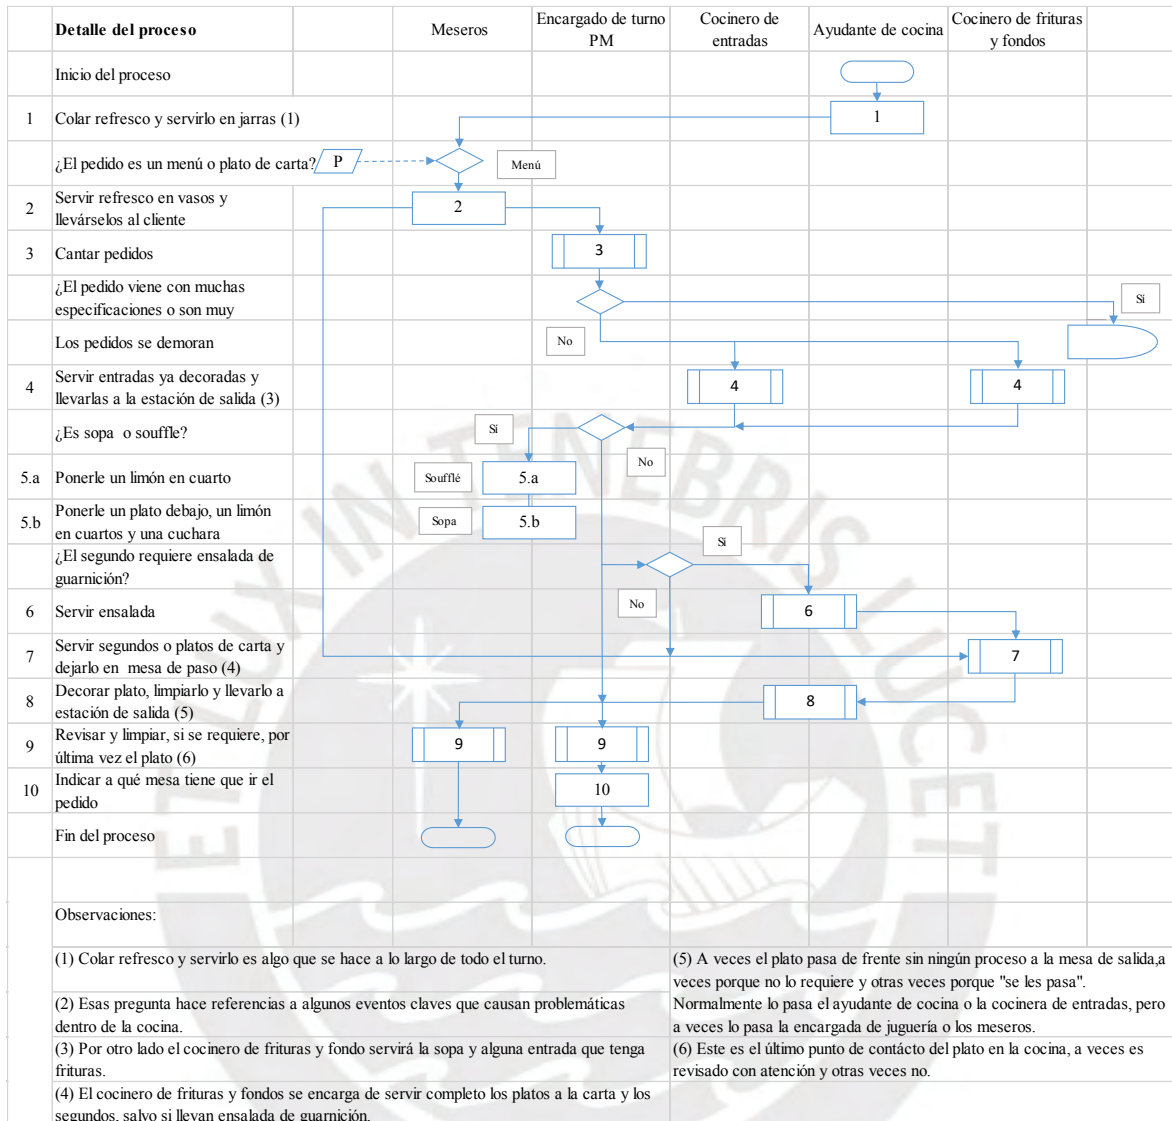 Detalle del proceso
Meseros
Encargado de turno
PM
Cocinero de
entradas
Ayudante de cocina
Cocinero de frituras
y fondos
Inicio del proceso
1
Colar refresco y servirlo en jarras (1)
1
¿El pedido es un menú o plato de carta?
P
Menú
2
Servir refresco en vasos y
llevárselos al cliente
2
3
Cantar pedidos
3
¿El pedido viene con muchas
especificaciones o son muy
Si
Los pedidos se demoran
No
4
Servir entradas ya decoradas y
llevarlas a la estación de salida (3)
4
4
¿Es sopa o souffle?
Si
No
5.a
Ponerle un limón en cuarto
Soufflé
5.a
5.b
Ponerle un plato debajo, un limón
en cuartos y una cuchara
Sopa
5.b
¿El segundo requiere ensalada de
guarnición?
Si
6
Servir ensalada
No
6
7
Servir segundos o platos de carta y
dejarlo en mesa de paso (4)
7
8
Decorar plato, limpiarlo y llevarlo a
estación de salida (5)
8
9
Revisar y limpiar, si se requiere, por
última vez el plato (6)
9
9
10
Indicar a qué mesa tiene que ir el
pedido
10
Fin del proceso
Observaciones:
(1) Colar refresco y servirlo es algo que se hace a lo largo de todo el turno.
(2) Esas pregunta hace referencias a algunos eventos claves que causan problemáticas
dentro de la cocina.
(3) Por otro lado el cocinero de frituras y fondo servirá la sopa y alguna entrada que tenga
frituras.
(4) El cocinero de frituras y fondos se encarga de servir completo los platos a la carta y los
segundos, salvo si llevan ensalada de guarnición.
(5) A veces el plato pasa de frente sin ningún proceso a la mesa de salida,a
veces porque no lo requiere y otras veces porque "se les pasa".
Normalmente lo pasa el ayudante de cocina o la cocinera de entradas, pero
a veces lo pasa la encargada de juguería o los meseros.
(6) Este es el último punto de contácto del plato en la cocina, a veces es
revisado con atención y otras veces no.
ET LUX IN TENEBRIS LUCET